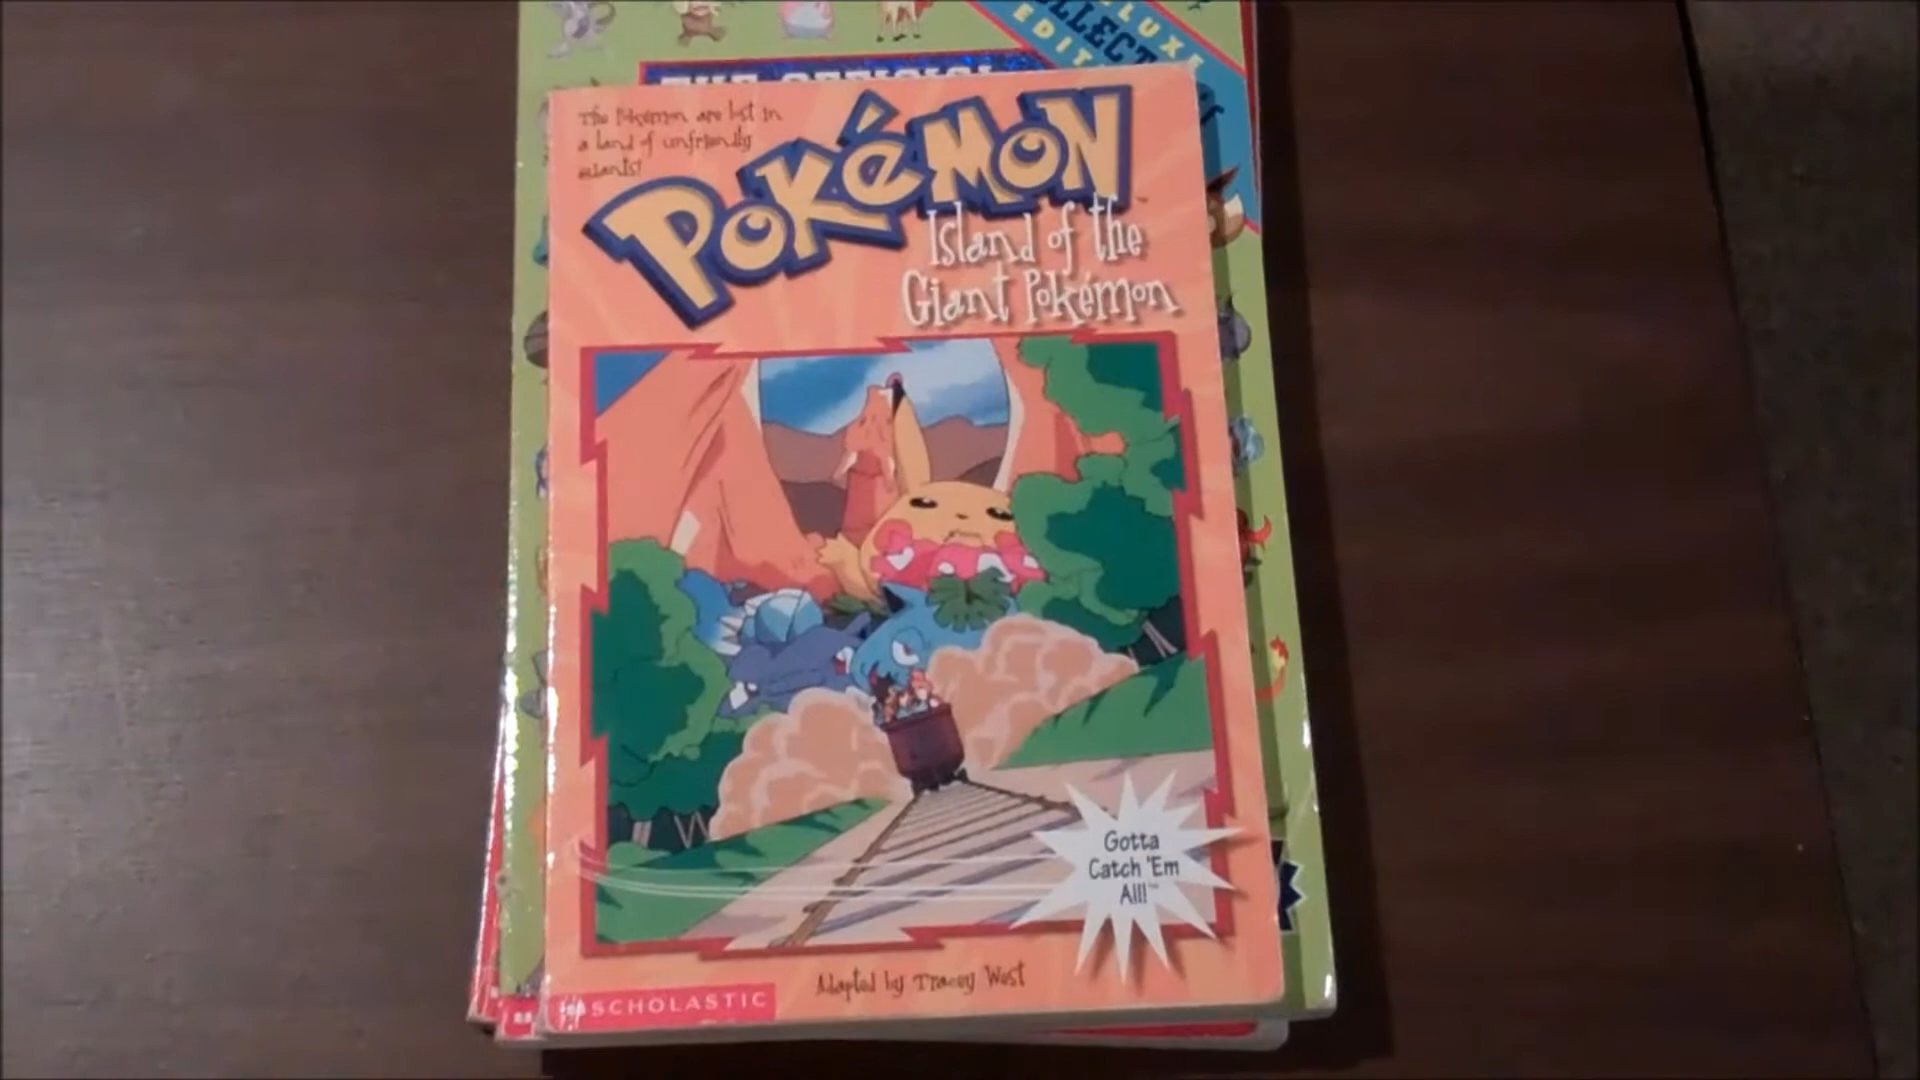 DELUXE
COLLECTOR'S
EDITION
THE OFFICIAL
The Pokémon are lost in
a land of unfriendly
giants!
POKéMON
Island of the
Giant Pokémon
Gotta
Catch 'Em
All!™
Adapted by Tracey West
SCHOLASTIC